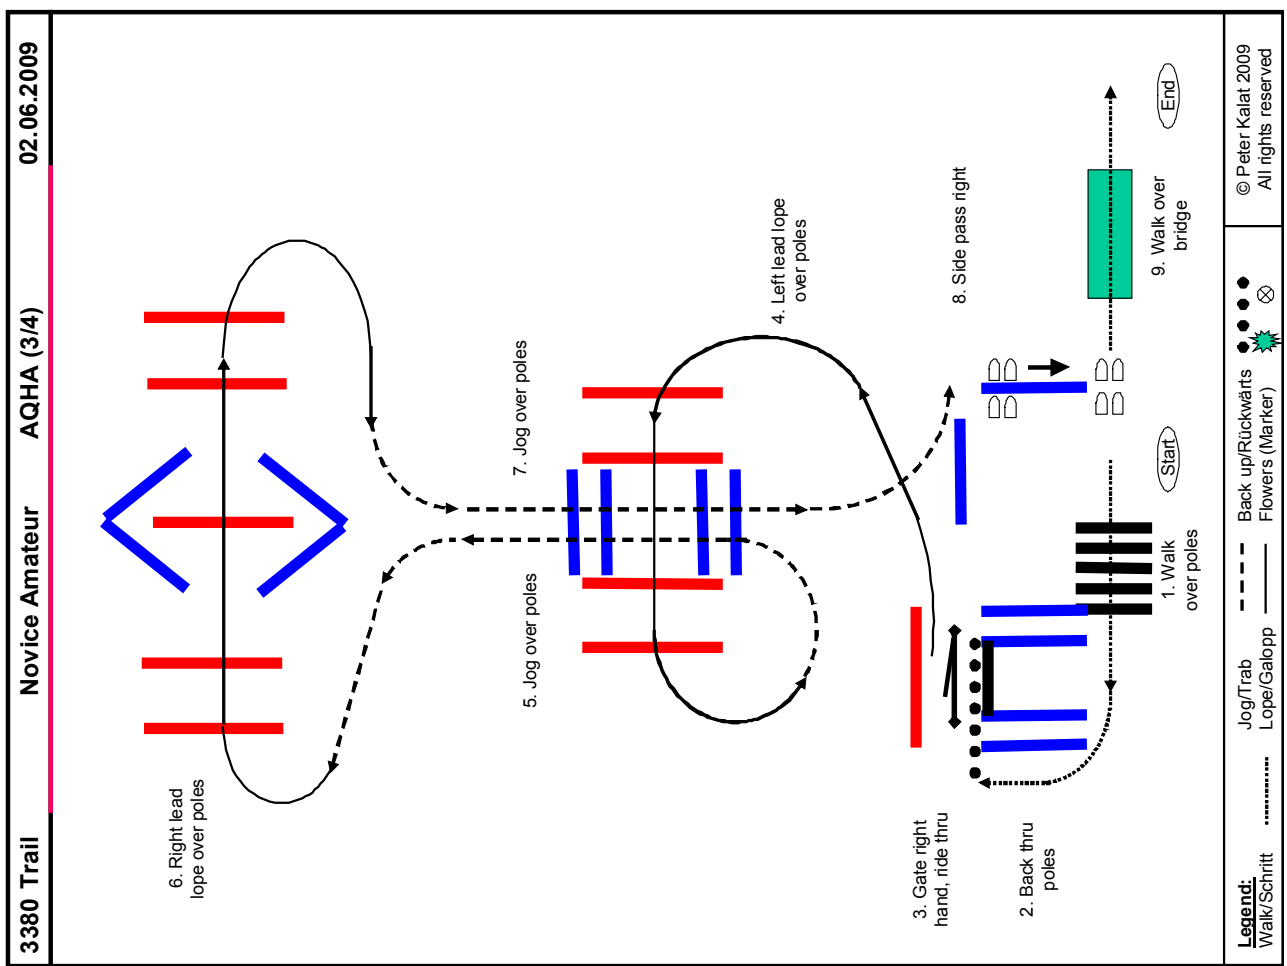 3380 Trail Novice Amateur AQHA (3/4) 02.06.2009
6. Right lead
lope over poles
5. Jog over poles
7. Jog over poles
4. Left lead lope
over poles
3. Gate right
hand, ride thru
2. Back thru
poles
8. Side pass right
1. Walk
over poles
Start
9. Walk over
bridge
End
Legend:
Walk/Schritt
Jog/Trab
Lope/Galopp
Back up/Rückwärts
Flowers (Marker)
© Peter Kalat 2009
All rights reserved